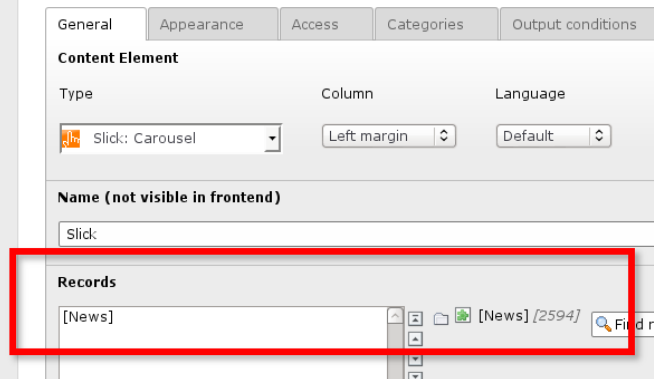 General Appearance Access Categories Output conditions
Content Element
Type Column Language
Slick: Carousel Left margin Default
Name (not visible in frontend)
Slick
Records
[News] [News] [2594] Find